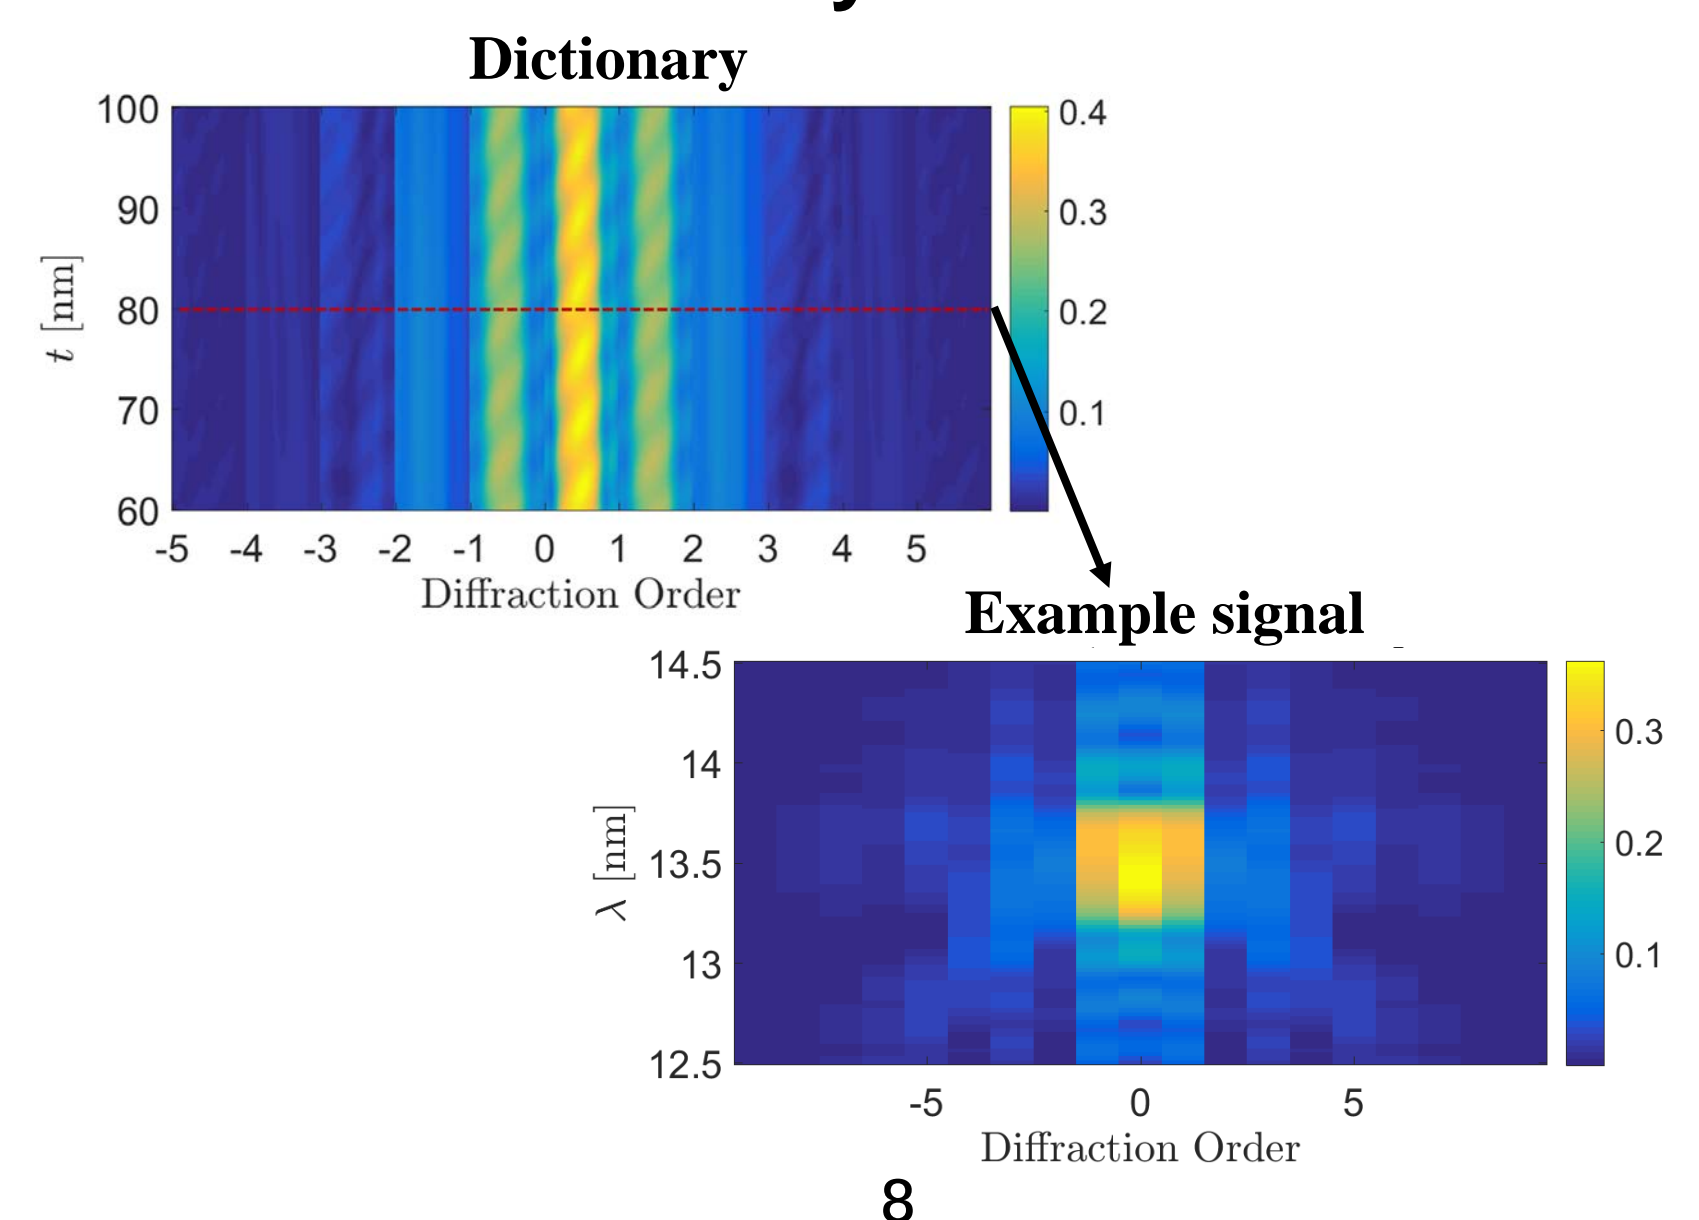 Dictionary
100
90
80
70
60
t [nm]
0.4
0.3
0.2
0.1
-5 -4 -3 -2 -1 0 1 2 3 4 5
Diffraction Order
Example signal
14.5
14
13.5
13
12.5
λ [nm]
0.3
0.2
0.1
-5 0 5
Diffraction Order
8